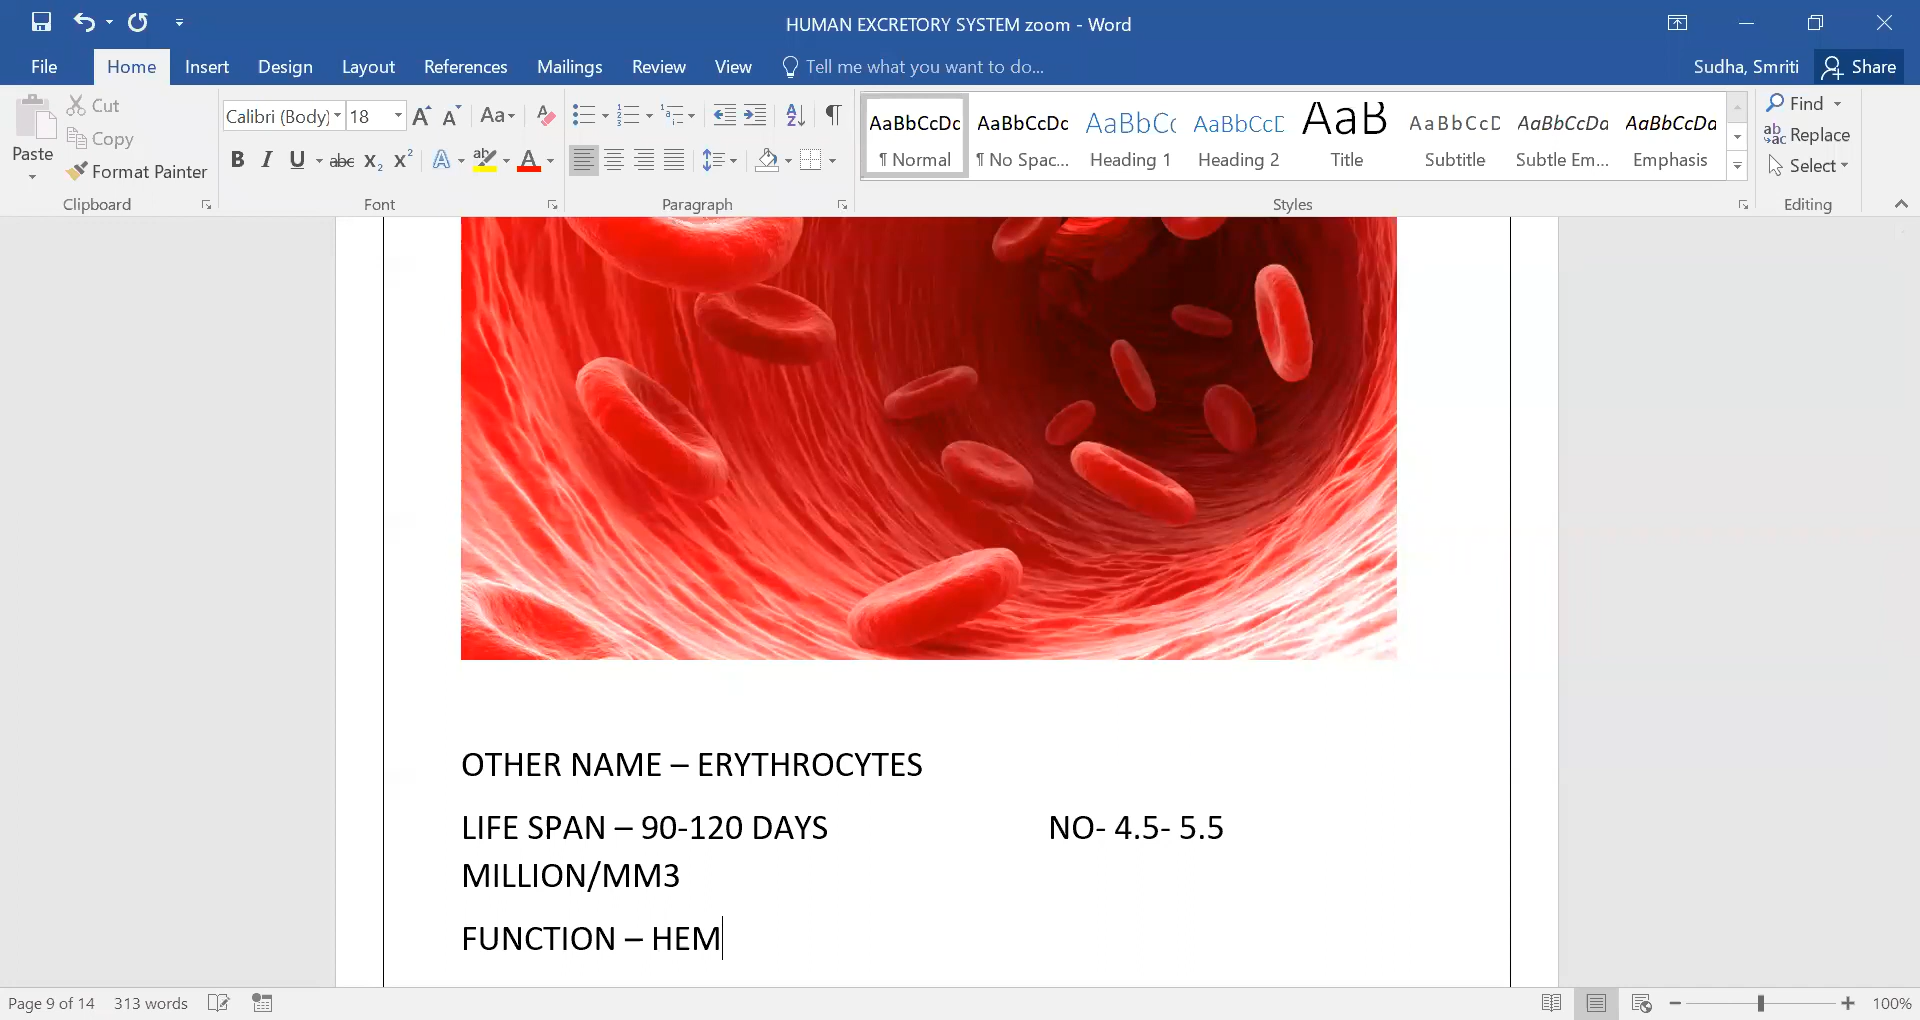 HUMAN EXCRETORY SYSTEM zoom - Word
File Home Insert Design Layout References Mailings Review View Tell me what you want to do... Sudha, Smriti Share
Cut
Copy
Paste
Format Painter
Clipboard
Calibri (Body) 18
Font
Paragraph
AaBbCcDc AaBbCcDc AaBbCc AaBbCcD AaB AaBbCcD AaBbCcDc AaBbCcDc
¶ Normal ¶ No Spac... Heading 1 Heading 2 Title Subtitle Subtle Em... Emphasis
Styles
Find
Replace
Select
Editing
OTHER NAME – ERYTHROCYTES
LIFE SPAN – 90-120 DAYS NO- 4.5- 5.5
MILLION/MM3
FUNCTION – HEM
Page 9 of 14 313 words 100%